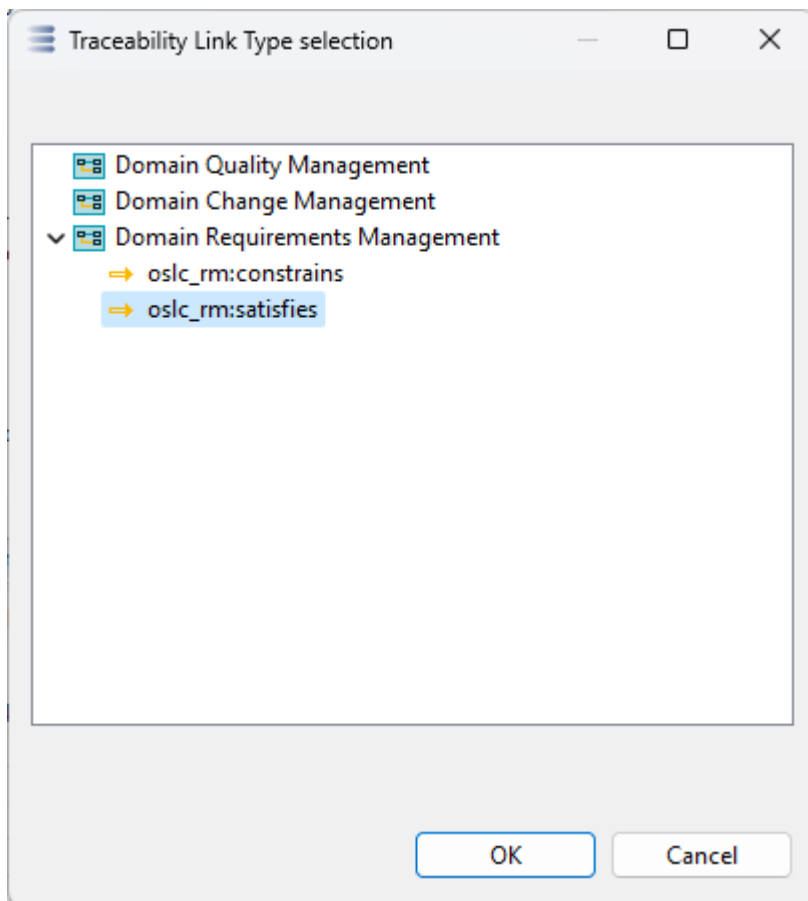 Traceability Link Type selection
Domain Quality Management
Domain Change Management
Domain Requirements Management
oslc_rm:constrains
oslc_rm:satisfies
OK
Cancel